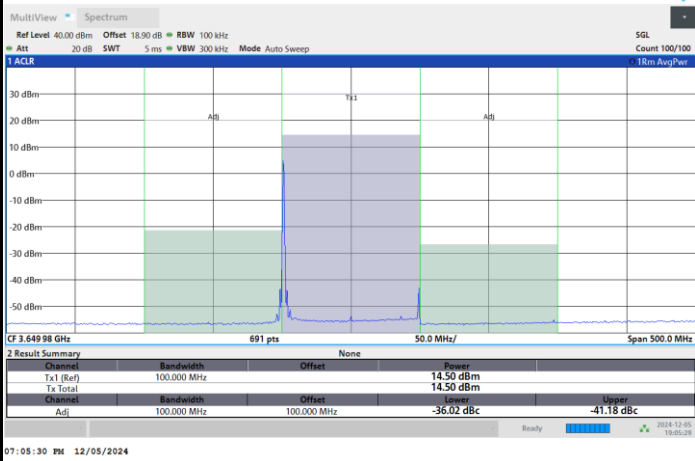 MultiView Spectrum
Ref Level 40.00 dBm Offset 18.90 dB RBW 100 kHz SGL
Att 20 dB SWT 5 ms VBW 300 kHz Mode Auto Sweep Count 100/100
1 ACLR 1Rm AvgPwr
30 dBm
Tx1
20 dBm
Adj Adj
10 dBm
0 dBm
-10 dBm
-20 dBm
-30 dBm
-40 dBm
-50 dBm
CF 3.649 98 GHz 691 pts 50.0 MHz/ Span 500.0 MHz
2 Result Summary None
Channel Bandwidth Offset Power
Tx1 (Ref) 100.000 MHz 14.50 dBm
Tx Total 14.50 dBm
Channel Bandwidth Offset Lower Upper
Adj 100.000 MHz 100.000 MHz -36.02 dBc -41.18 dBc
Ready 2024-12-05
19:05:29
07:05:30 PM 12/05/2024